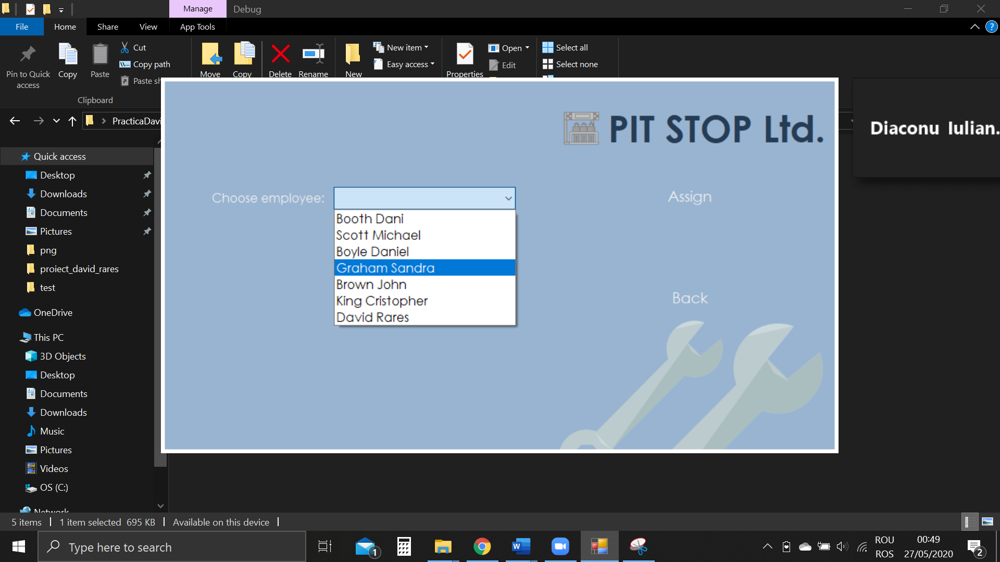 Manage
Debug
File
Home
Share
View
App Tools
Pin to Quick access
Copy
Paste
Cut
Copy path
Paste
Clipboard
Move
Copy
Delete
Rename
New
New item
Easy access
Properties
Open
Edit
Select all
Select none
PracticaDavi
Quick access
Desktop
Downloads
Documents
Pictures
png
proiect_david_rares
test
OneDrive
This PC
3D Objects
Desktop
Documents
Downloads
Music
Pictures
Videos
OS (C:)
Network
PIT STOP Ltd.
Choose employee:
Booth Dani
Scott Michael
Boyle Daniel
Graham Sandra
Brown John
King Cristopher
David Rares
Assign
Back
Diaconu Iulian.
5 items
1 item selected 695 KB
Available on this device
Type here to search
1
ROU
ROS
00:49
27/05/2020
2